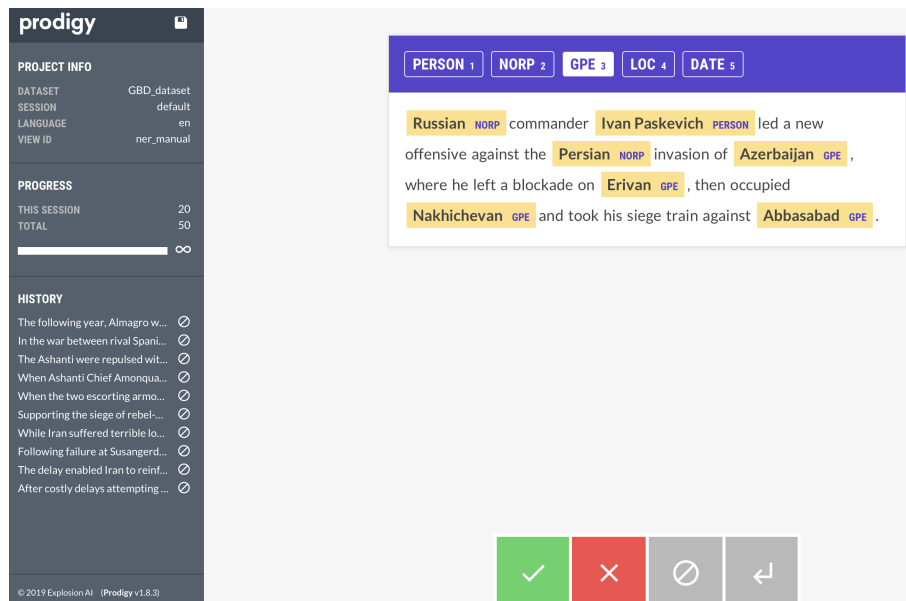 prodigy
PROJECT INFO
DATASET GBD_dataset
SESSION default
LANGUAGE en
VIEW ID ner_manual
PROGRESS
THIS SESSION 20
TOTAL 50
∞
HISTORY
The following year, Almagro w...
In the war between rival Spani...
The Ashanti were repulsed wit...
When Ashanti Chief Amonqua...
When the two escorting armo...
Supporting the siege of rebel-...
While Iran suffered terrible lo...
Following failure at Susangerd...
The delay enabled Iran to reinf...
After costly delays attempting ...
© 2019 Explosion AI (Prodigy v1.8.3)
PERSON 1 NORP 2 GPE 3 LOC 4 DATE 5
Russian NORP commander Ivan Paskevich PERSON led a new
offensive against the Persian NORP invasion of Azerbaijan GPE ,
where he left a blockade on Erivan GPE , then occupied
Nakhichevan GPE and took his siege train against Abbasabad GPE .